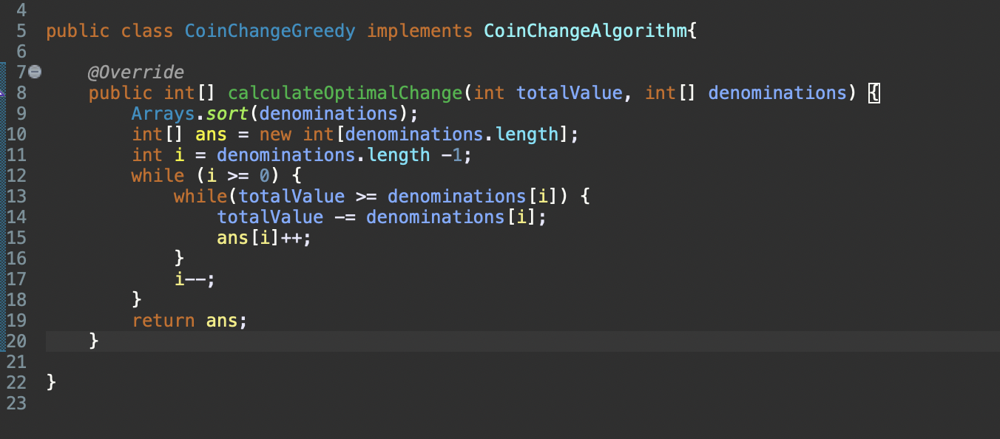 4
5 public class CoinChangeGreedy implements CoinChangeAlgorithm{
6
7 @Override
8 public int[] calculateOptimalChange(int totalValue, int[] denominations) {
9 Arrays.sort(denominations);
10 int[] ans = new int[denominations.length];
11 int i = denominations.length -1;
12 while (i >= 0) {
13 while(totalValue >= denominations[i]) {
14 totalValue -= denominations[i];
15 ans[i]++;
16 }
17 i--;
18 }
19 return ans;
20 }
21
22 }
23